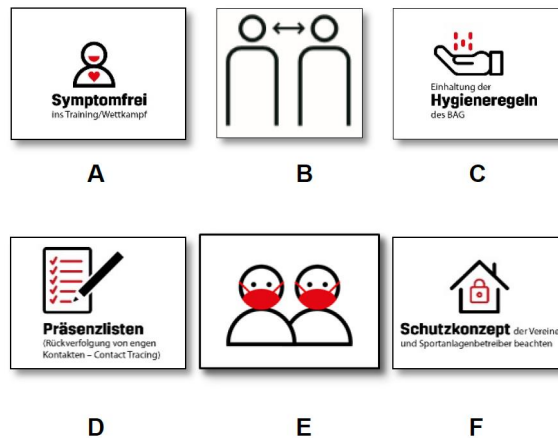 Symptomfrei
ins Training/Wettkampf
Einhaltung der
Hygieneregeln
des BAG
A
B
C
Präsenzlisten
(Rückverfolgung von engen
Kontakten – Contact Tracing)
Schutzkonzept der Vereine
und Sportanlagenbetreiber beachten
D
E
F